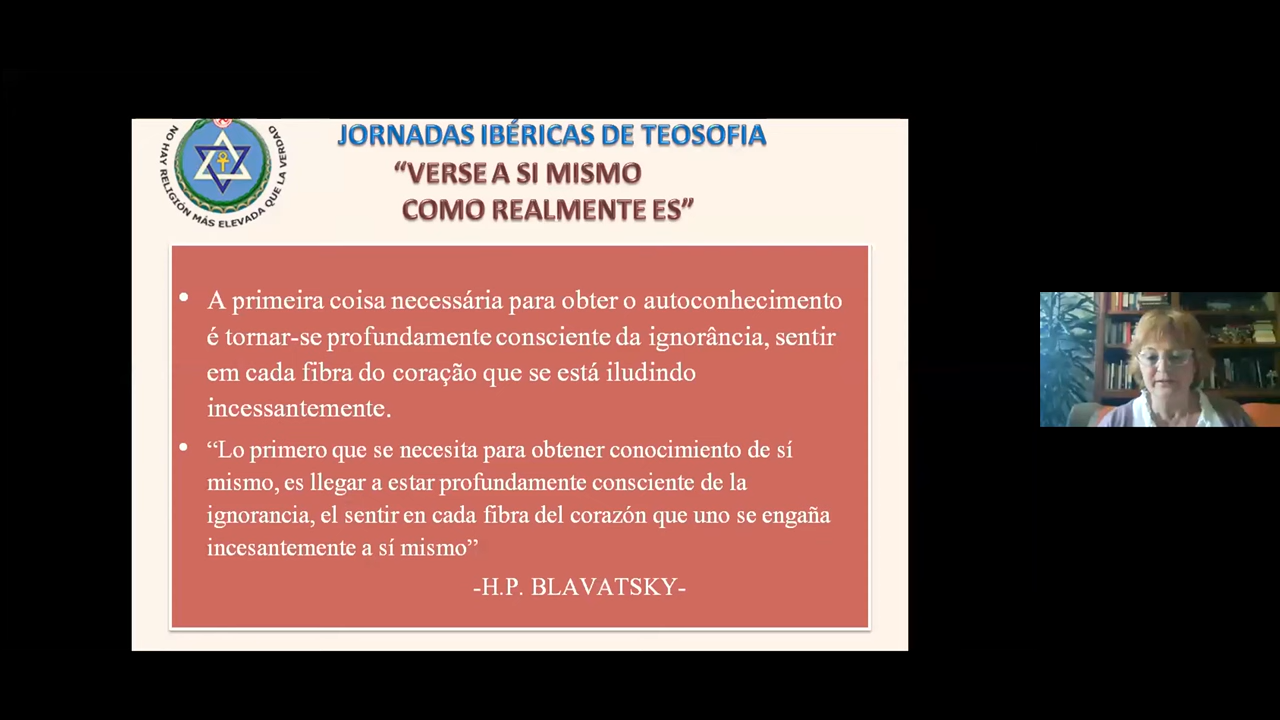 NO HAY RELIGIÓN MÁS ELEVADA QUE LA VERDAD
JORNADAS IBÉRICAS DE TEOSOFIA
“VERSE A SI MISMO
COMO REALMENTE ES”
• A primeira coisa necessária para obter o autoconhecimento
é tornar-se profundamente consciente da ignorância, sentir
em cada fibra do coração que se está iludindo
incessantemente.
• “Lo primero que se necesita para obtener conocimiento de sí
mismo, es llegar a estar profundamente consciente de la
ignorancia, el sentir en cada fibra del corazón que uno se engaña
incesantemente a sí mismo”
-H.P. BLAVATSKY-